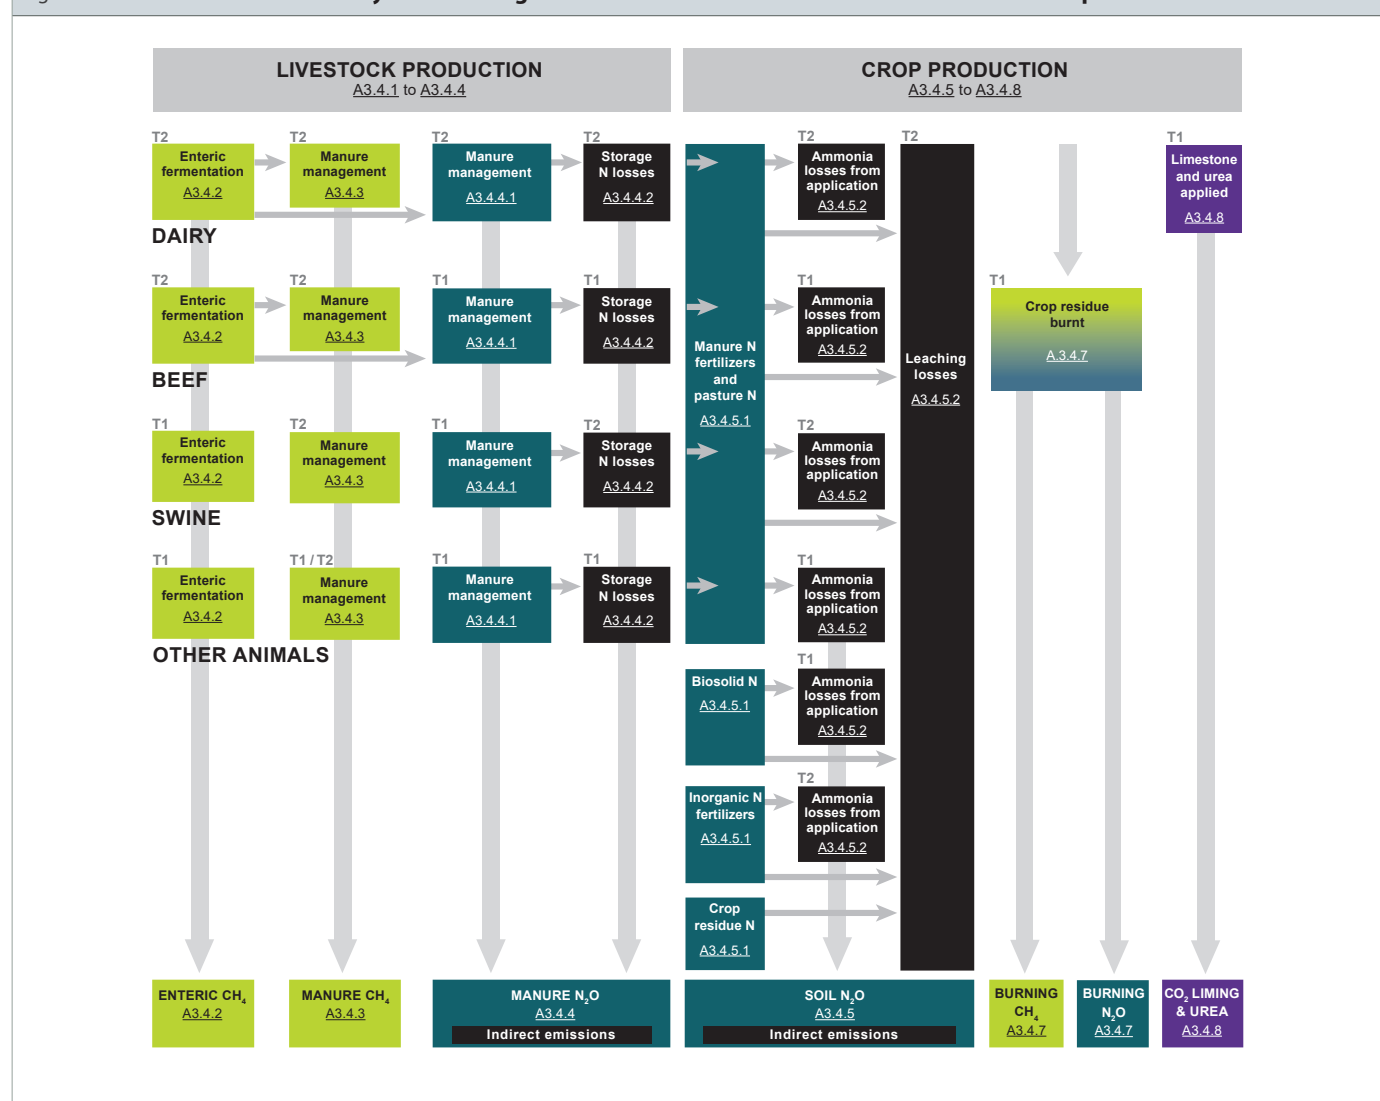 LIVESTOCK PRODUCTION
A3.4.1 to A3.4.4
CROP PRODUCTION
A3.4.5 to A3.4.8
T2
Enteric
fermentation
A3.4.2
T2
Manure
management
A3.4.3
T2
Manure
management
A3.4.4.1
T2
Storage
N losses
A3.4.4.2
DAIRY
T2
Enteric
fermentation
A3.4.2
T2
Manure
management
A3.4.3
T1
Manure
management
A3.4.4.1
T1
Storage
N losses
A3.4.4.2
BEEF
T1
Enteric
fermentation
A3.4.2
T2
Manure
management
A3.4.3
T1
Manure
management
A3.4.4.1
T2
Storage
N losses
A3.4.4.2
SWINE
T1
Enteric
fermentation
A3.4.2
T1 / T2
Manure
management
A3.4.3
T1
Manure
management
A3.4.4.1
T1
Storage
N losses
A3.4.4.2
OTHER ANIMALS
Manure N
fertilizers
and
pasture N
A3.4.5.1
T2
Ammonia
losses from
application
A3.4.5.2
T1
Ammonia
losses from
application
A3.4.5.2
T2
Ammonia
losses from
application
A3.4.5.2
T1
Ammonia
losses from
application
A3.4.5.2
Biosolid N
A3.4.5.1
T1
Ammonia
losses from
application
A3.4.5.2
Inorganic N
fertilizers
A3.4.5.1
T2
Ammonia
losses from
application
A3.4.5.2
Crop
residue N
A3.4.5.1
T2
Leaching
losses
A3.4.5.2
T1
Crop residue
burnt
A.3.4.7
T1
Limestone
and urea
applied
A3.4.8
ENTERIC CH₄
A3.4.2
MANURE CH₄
A3.4.3
MANURE N₂O
A3.4.4
Indirect emissions
SOIL N₂O
A3.4.5
Indirect emissions
BURNING
CH₄
A3.4.7
BURNING
N₂O
A3.4.7
CO₂ LIMING
& UREA
A3.4.8